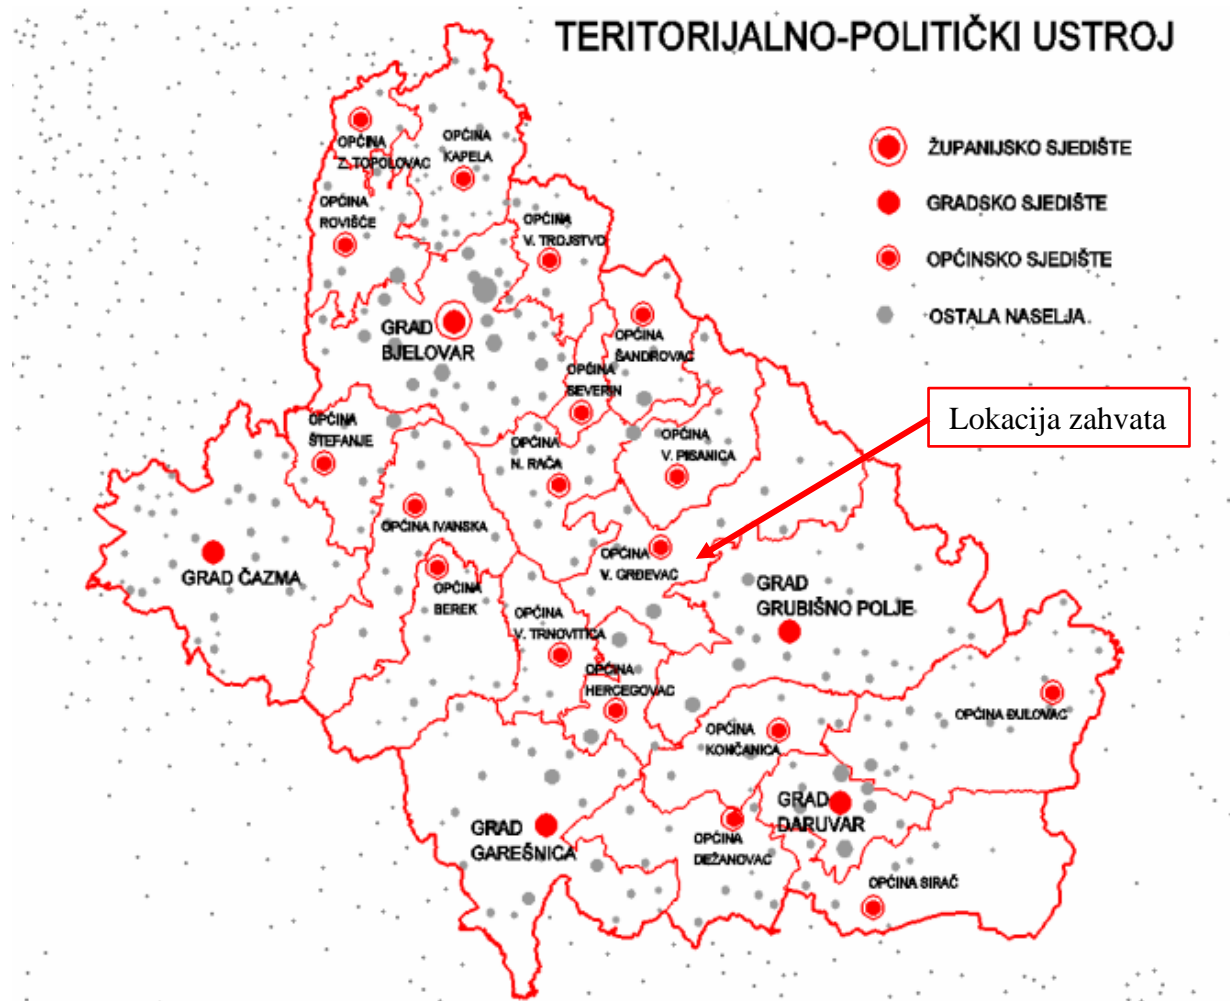 TERITORIJALNO-POLITIČKI USTROJ
ŽUPANIJSKO SJEDIŠTE
GRADSKO SJEDIŠTE
OPĆINSKO SJEDIŠTE
OSTALA NASELJA
Lokacija zahvata
OPĆINA
Z. TOPOLOVAC
OPĆINA
KAPELA
OPĆINA
ROVIŠĆE
OPĆINA
V. TROJSTVO
GRAD
BJELOVAR
OPĆINA
ŠANDROVAC
OPĆINA
SEVERIN
OPĆINA
ŠTEFANJE
OPĆINA
N. RAČA
OPĆINA
V. PISANICA
OPĆINA IVANSKA
GRAD ČAZMA
OPĆINA
BEREK
OPĆINA
V. GRĐEVAC
GRAD
GRUBIŠNO POLJE
OPĆINA
V. TRNOVITICA
OPĆINA
HERCEGOVAC
OPĆINA ĐULOVAC
OPĆINA
KONČANICA
GRAD
GAREŠNICA
GRAD
DARUVAR
OPĆINA
DEŽANOVAC
OPĆINA SIRAČ